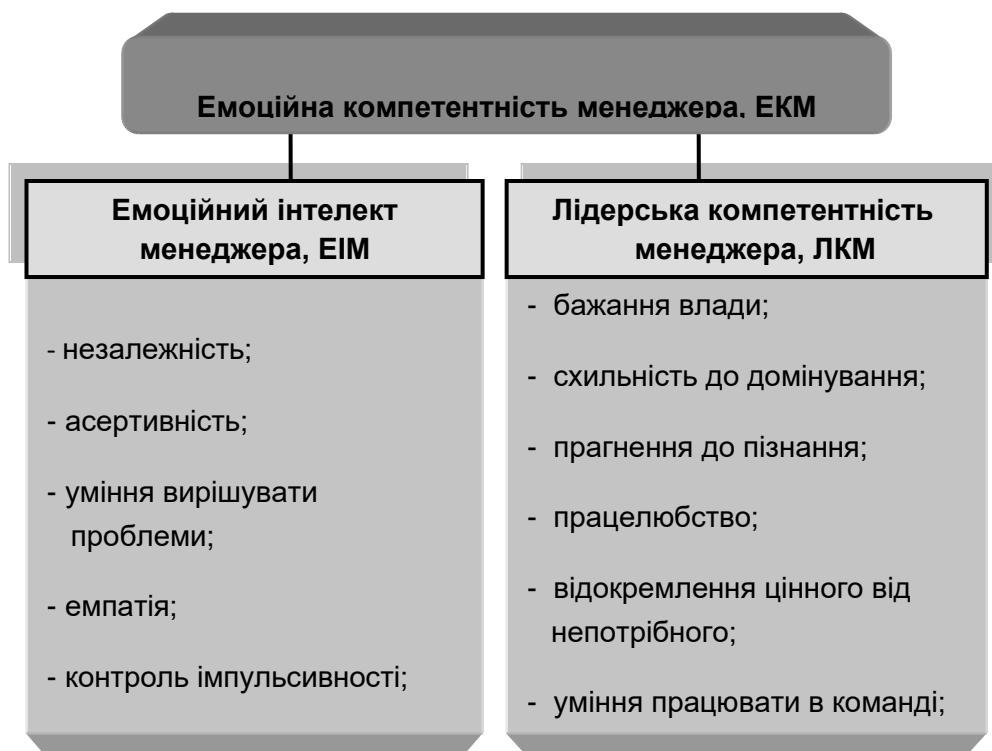 Емоційна компетентність менеджера, ЕКМ
Емоційний інтелект
менеджера, ЕІМ
- незалежність;
- асертивність;
- уміння вирішувати
проблеми;
- емпатія;
- контроль імпульсивності;
Лідерська компетентність
менеджера, ЛКМ
- бажання влади;
- схильність до домінування;
- прагнення до пізнання;
- працелюбство;
- відокремлення цінного від
непотрібного;
- уміння працювати в команді;